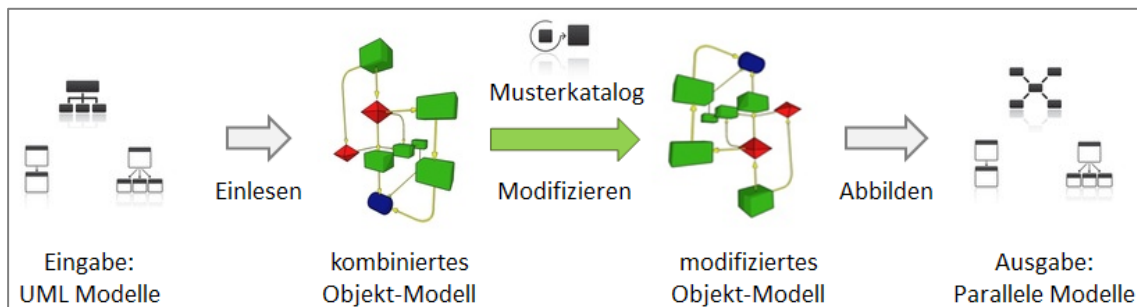 Musterkatalog
Einlesen
Modifizieren
Abbilden
Eingabe:
UML Modelle
kombiniertes
Objekt-Modell
modifiziertes
Objekt-Modell
Ausgabe:
Parallele Modelle